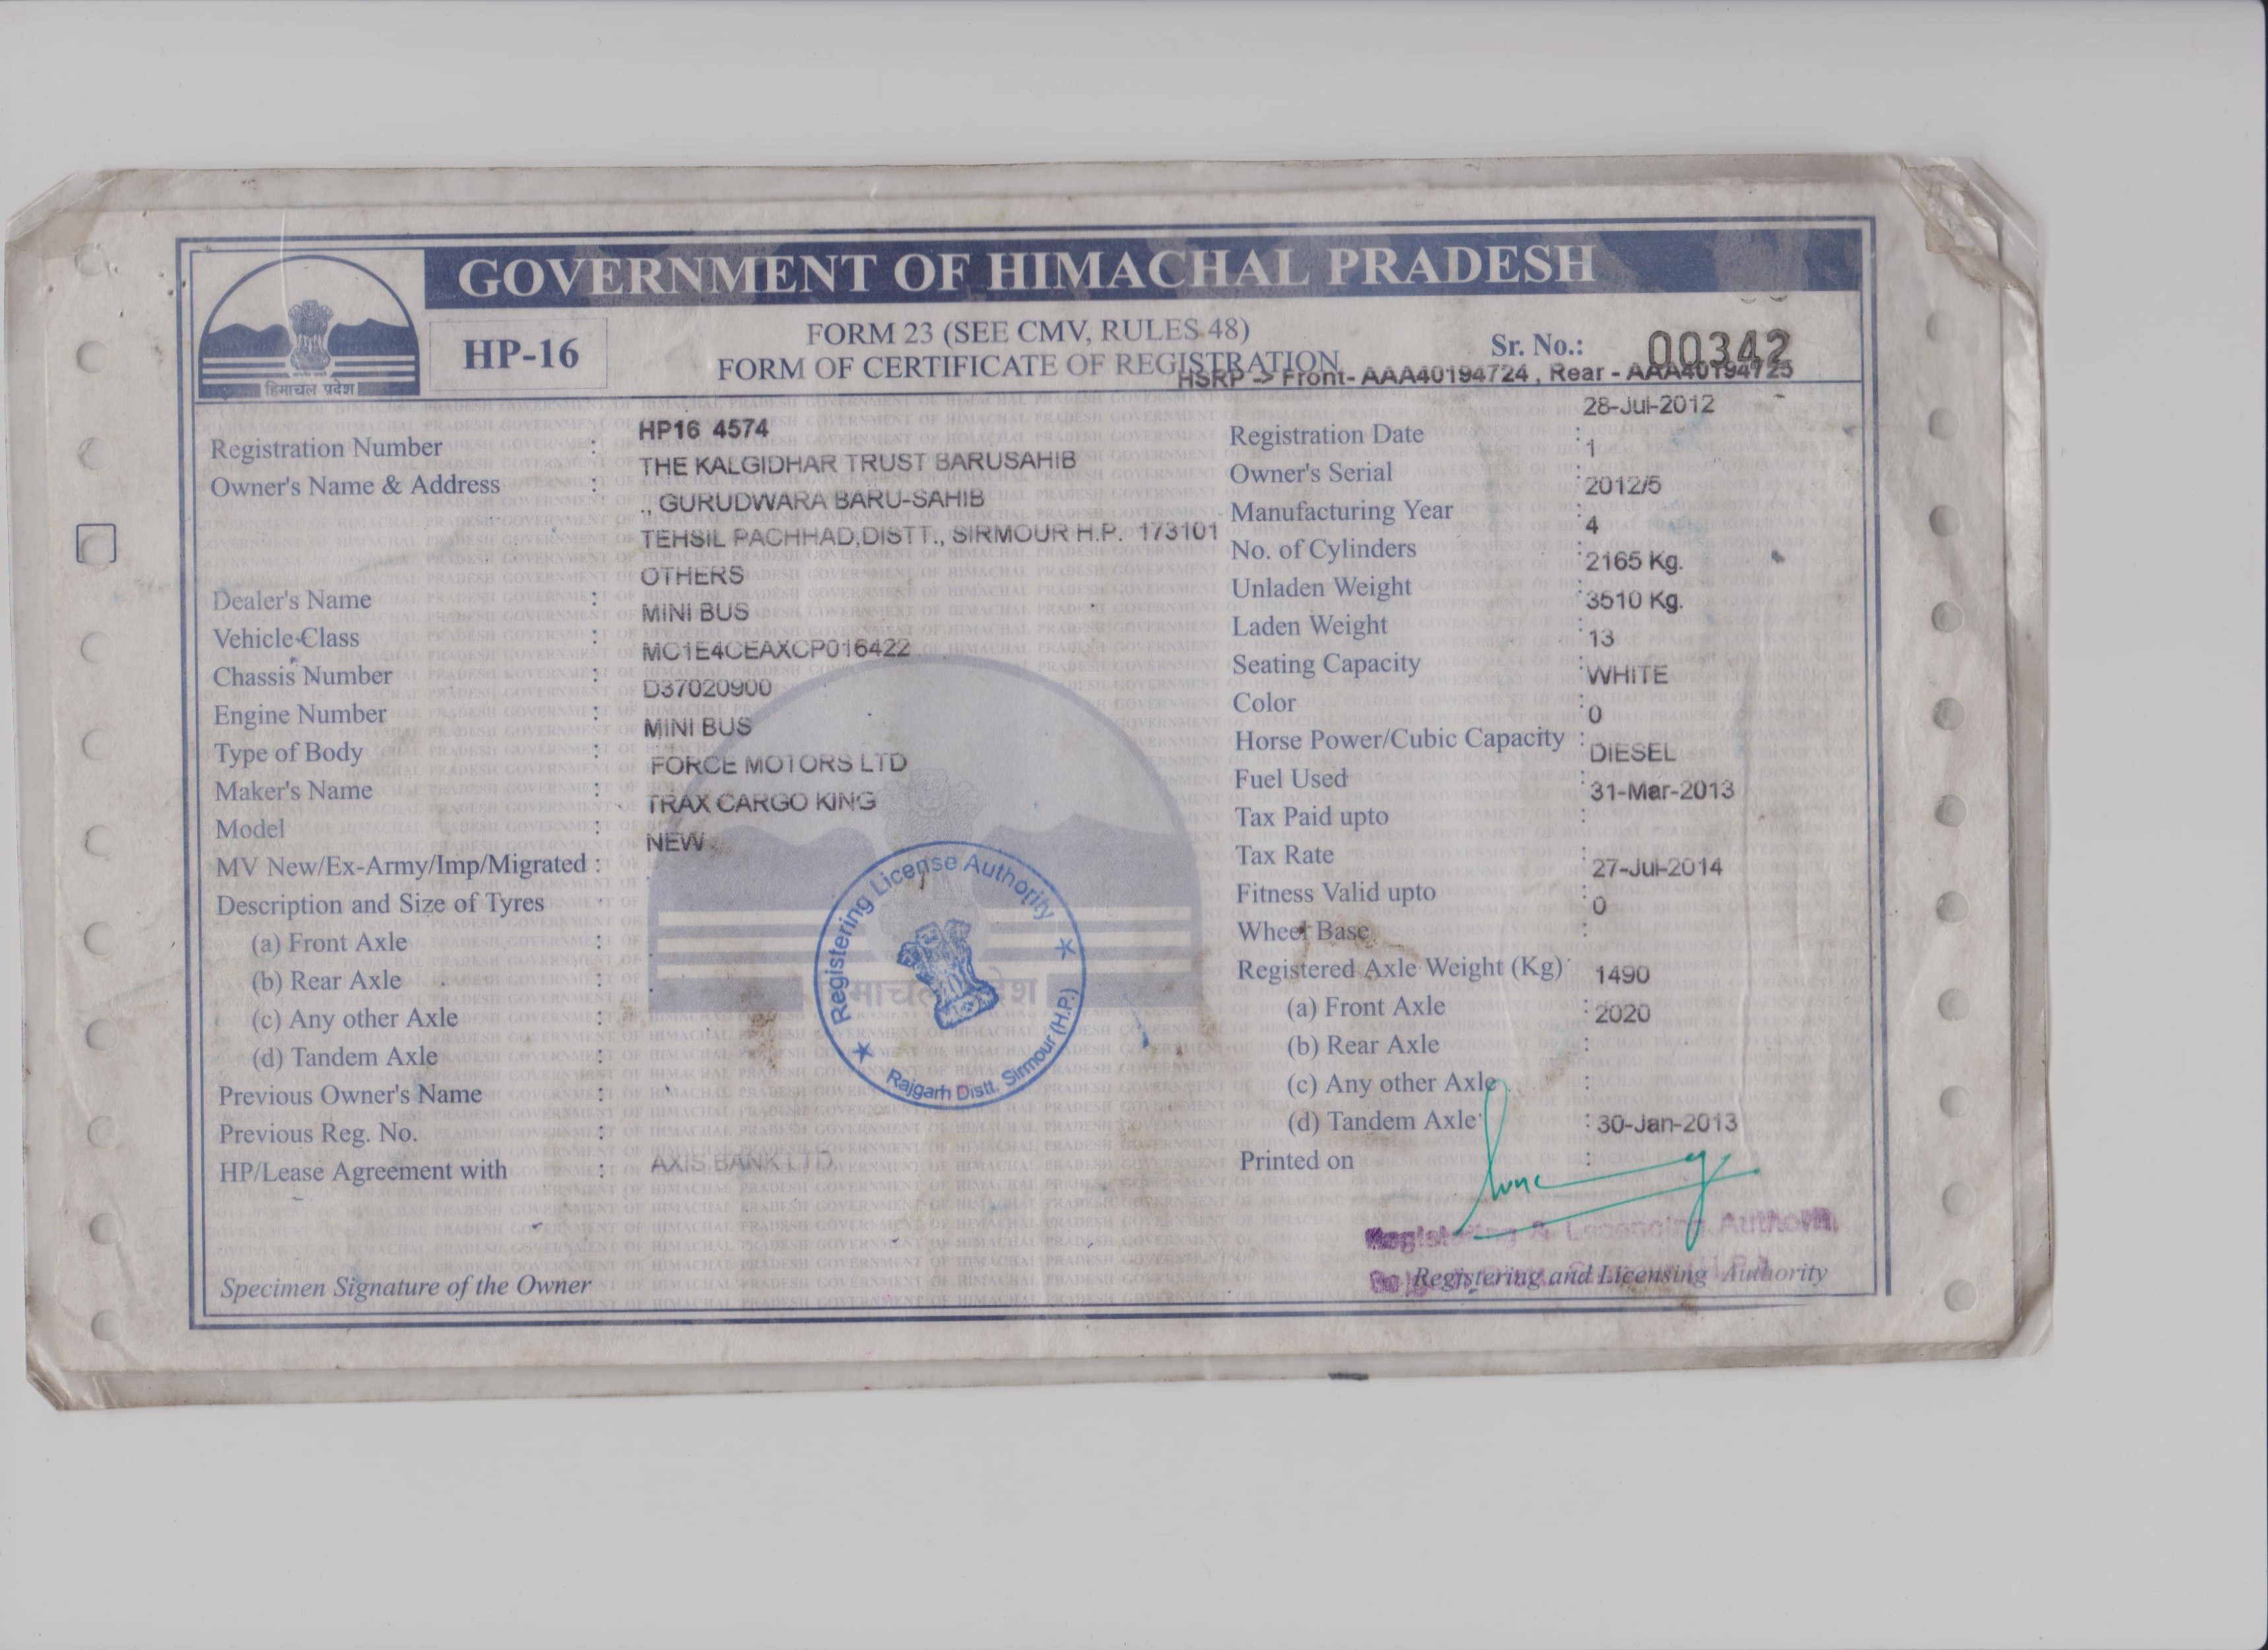 GOVERNMENT OF HIMACHAL PRADESH
हिमाचल प्रदेश
HP-16
FORM 23 (SEE CMV, RULES 48)
FORM OF CERTIFICATE OF REGISTRATION
Sr. No.: 00342
HSRP -> Front- AAA40194724 , Rear - AAA40194725
Registration Number : HP16 4574
Owner's Name & Address : THE KALGIDHAR TRUST BARUSAHIB
., GURUDWARA BARU-SAHIB
TEHSIL PACHHAD,DISTT., SIRMOUR H.P. 173101
Dealer's Name : OTHERS
Vehicle Class : MINI BUS
Chassis Number : MC1E4CEAXCP016422
Engine Number : D37020900
Type of Body : MINI BUS
Maker's Name : FORCE MOTORS LTD
Model : TRAX CARGO KING
MV New/Ex-Army/Imp/Migrated : NEW
Description and Size of Tyres
(a) Front Axle :
(b) Rear Axle :
(c) Any other Axle :
(d) Tandem Axle :
Previous Owner's Name :
Previous Reg. No. :
HP/Lease Agreement with : AXIS BANK LTD
Specimen Signature of the Owner
Registration Date : 28-Jul-2012
Owner's Serial : 1
Manufacturing Year : 2012/5
No. of Cylinders : 4
Unladen Weight : 2165 Kg.
Laden Weight : 3510 Kg.
Seating Capacity : 13
Color : WHITE
Horse Power/Cubic Capacity : 0
Fuel Used : DIESEL
Tax Paid upto : 31-Mar-2013
Tax Rate :
Fitness Valid upto : 27-Jul-2014
Wheel Base : 0
Registered Axle Weight (Kg)
(a) Front Axle : 1490
(b) Rear Axle : 2020
(c) Any other Axle :
(d) Tandem Axle :
Printed on : 30-Jan-2013
Registering & Licencing Authority
Registering and Licensing Authority
Registering License Authority
Rajgarh Distt. Sirmour (H.P.)